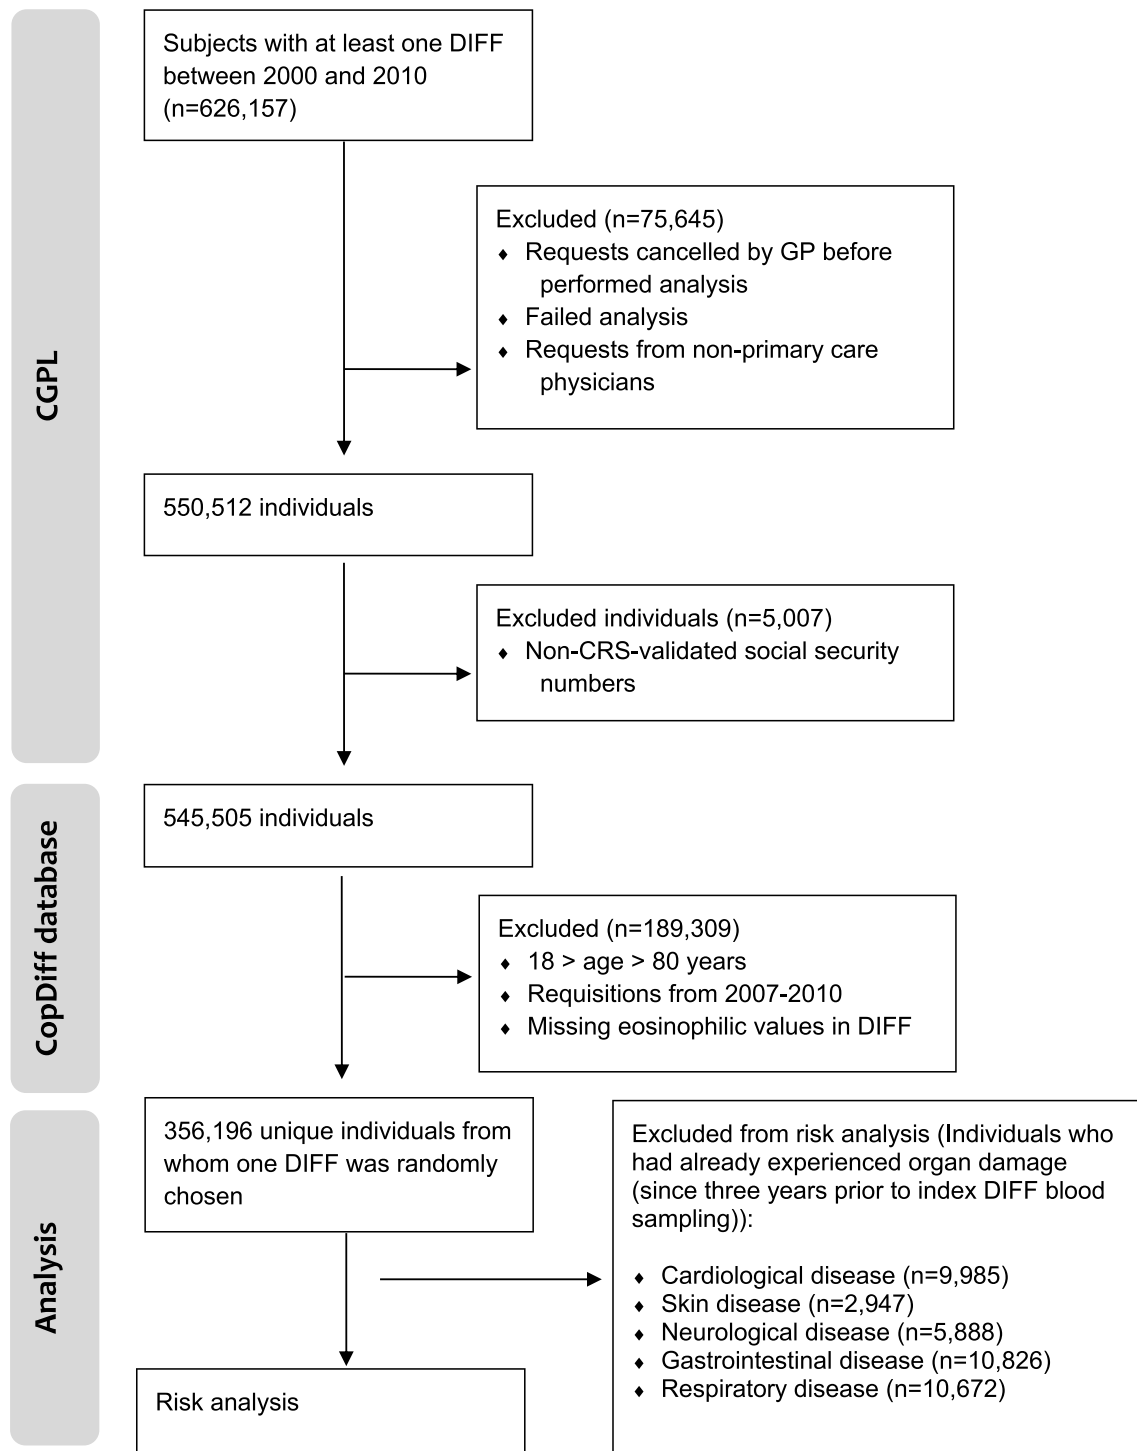 CGPL
Subjects with at least one DIFF
between 2000 and 2010
(n=626,157)
Excluded (n=75,645)
♦ Requests cancelled by GP before
performed analysis
♦ Failed analysis
♦ Requests from non-primary care
physicians
550,512 individuals
Excluded individuals (n=5,007)
♦ Non-CRS-validated social security
numbers
CopDiff database
545,505 individuals
Excluded (n=189,309)
♦ 18 > age > 80 years
♦ Requisitions from 2007-2010
♦ Missing eosinophilic values in DIFF
Analysis
356,196 unique individuals from
whom one DIFF was randomly
chosen
Excluded from risk analysis (Individuals who
had already experienced organ damage
(since three years prior to index DIFF blood
sampling)):
♦ Cardiological disease (n=9,985)
♦ Skin disease (n=2,947)
♦ Neurological disease (n=5,888)
♦ Gastrointestinal disease (n=10,826)
♦ Respiratory disease (n=10,672)
Risk analysis